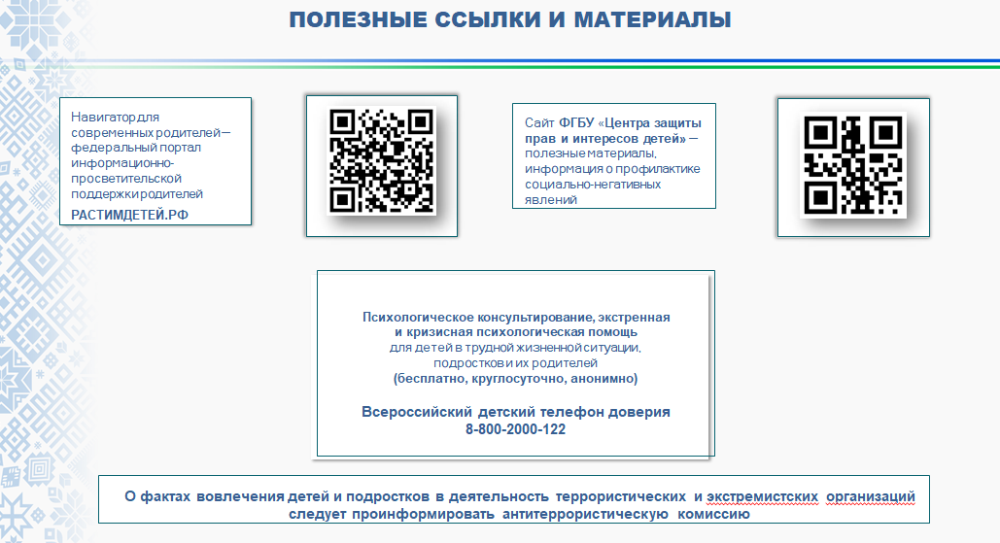 ПОЛЕЗНЫЕ ССЫЛКИ И МАТЕРИАЛЫ
Навигатор для
современных родителей –
федеральный портал
информационно-
просветительской
поддержки родителей
РАСТИМДЕТЕЙ.РФ
Сайт ФГБУ «Центра защиты
прав и интересов детей» –
полезные материалы,
информация о профилактике
социально-негативных
явлений
Психологическое консультирование, экстренная
и кризисная психологическая помощь
для детей в трудной жизненной ситуации,
подростков и их родителей
(бесплатно, круглосуточно, анонимно)
Всероссийский детский телефон доверия
8-800-2000-122
О фактах вовлечения детей и подростков в деятельность террористических и экстремистских организаций
следует проинформировать антитеррористическую комиссию